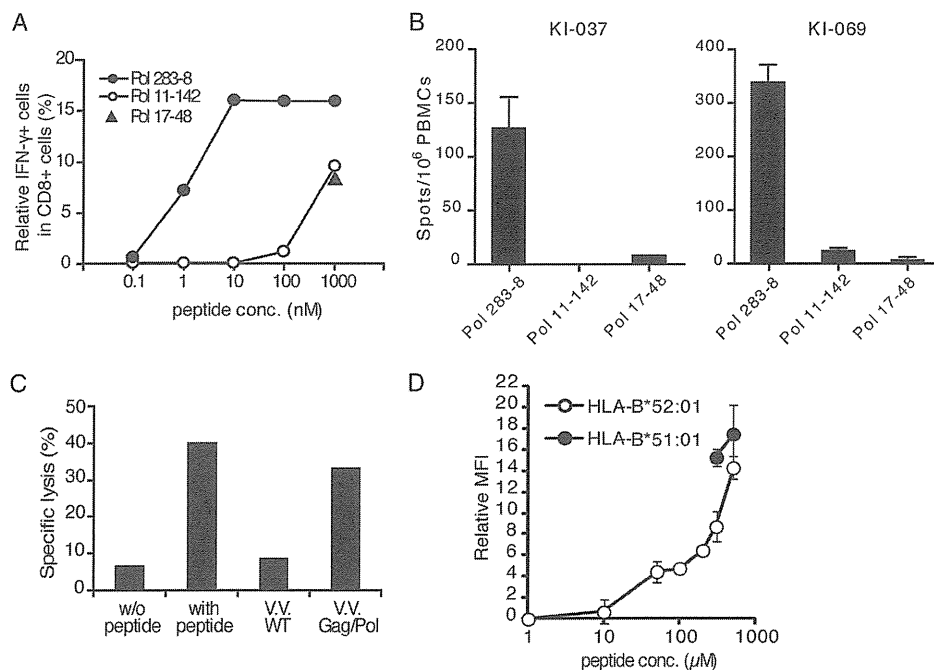 A
Relative IFN-γ+ cells
in CD8+ cells (%)
20
15
10
5
0
Pol 283-8
Pol 11-142
Pol 17-48
0.1
1
10
100
1000
peptide conc. (nM)
B
KI-037
Spots/10⁶ PBMCs
200
150
100
50
0
Pol 283-8
Pol 11-142
Pol 17-48
KI-069
400
300
200
100
0
Pol 283-8
Pol 11-142
Pol 17-48
C
Specific lysis (%)
50
40
30
20
10
0
w/o
peptide
with
peptide
V.V.
WT
V.V.
Gag/Pol
D
Relative MFI
22
20
18
16
14
12
10
8
6
4
2
0
HLA-B*52:01
HLA-B*51:01
1
10
100
1000
peptide conc. (μM)